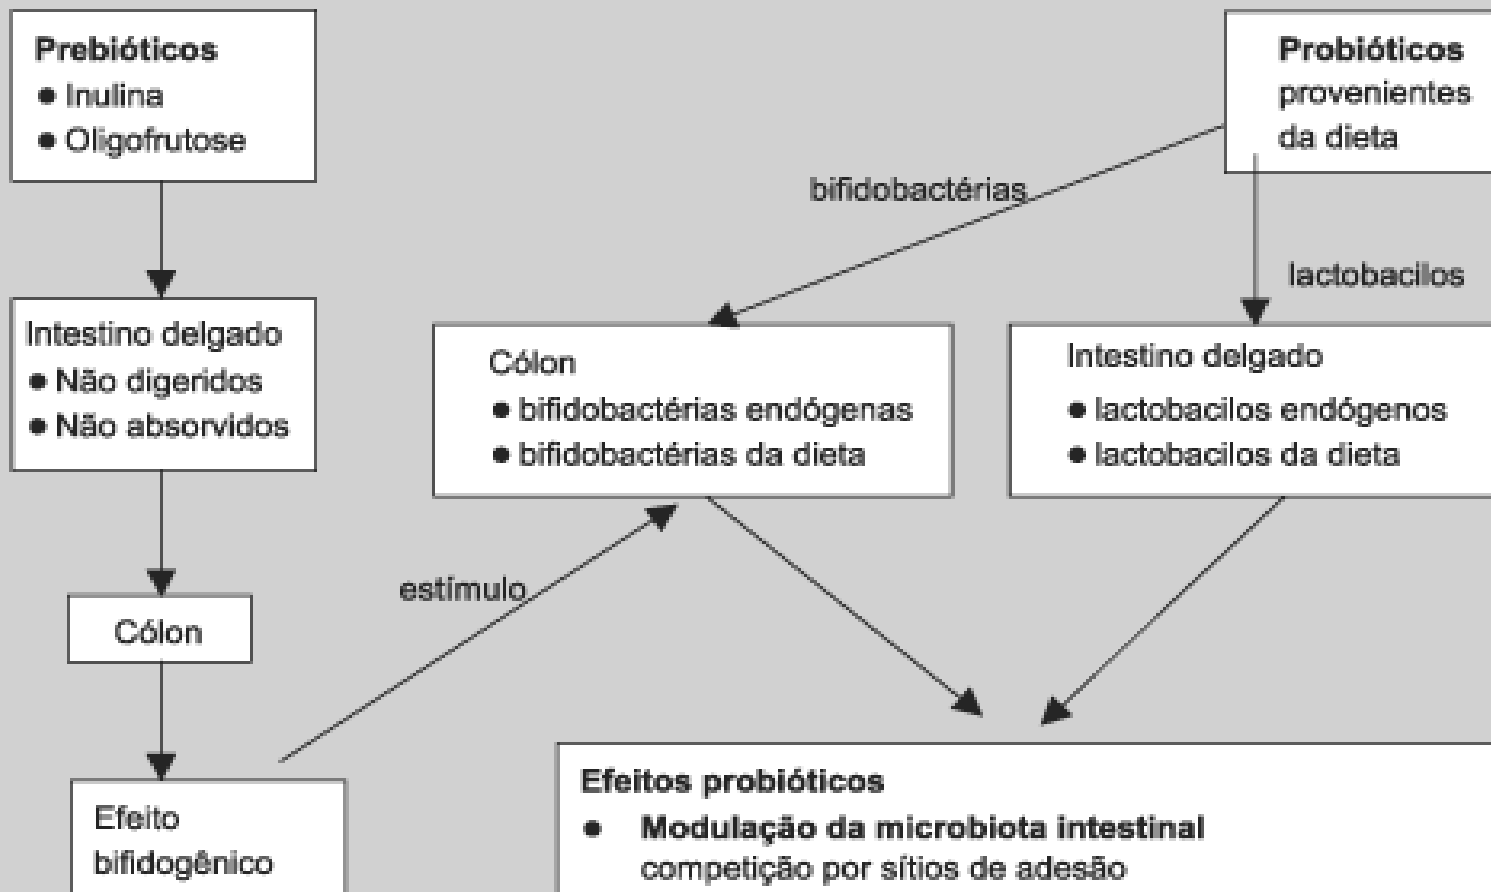 Prebióticos
● Inulina
● Oligofrutose
Probióticos
provenientes
da dieta
bifidobactérias
lactobacilos
Intestino delgado
● Não digeridos
● Não absorvidos
Cólon
● bifidobactérias endógenas
● bifidobactérias da dieta
Intestino delgado
● lactobacilos endógenos
● lactobacilos da dieta
estímulo
Cólon
Efeito
bifidogênico
Efeitos probióticos
● Modulação da microbiota intestinal
competição por sítios de adesão